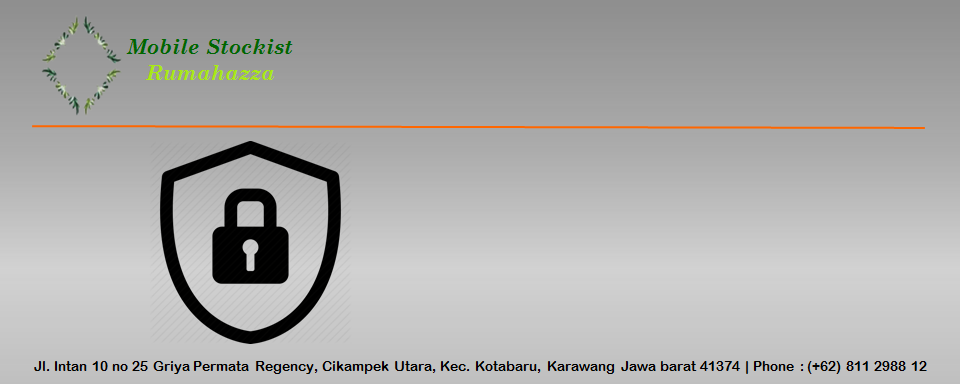 Mobile Stockist
Rumahazza
Jl. Intan 10 no 25 Griya Permata Regency, Cikampek Utara, Kec. Kotabaru, Karawang Jawa barat 41374 | Phone : (+62) 811 2988 12